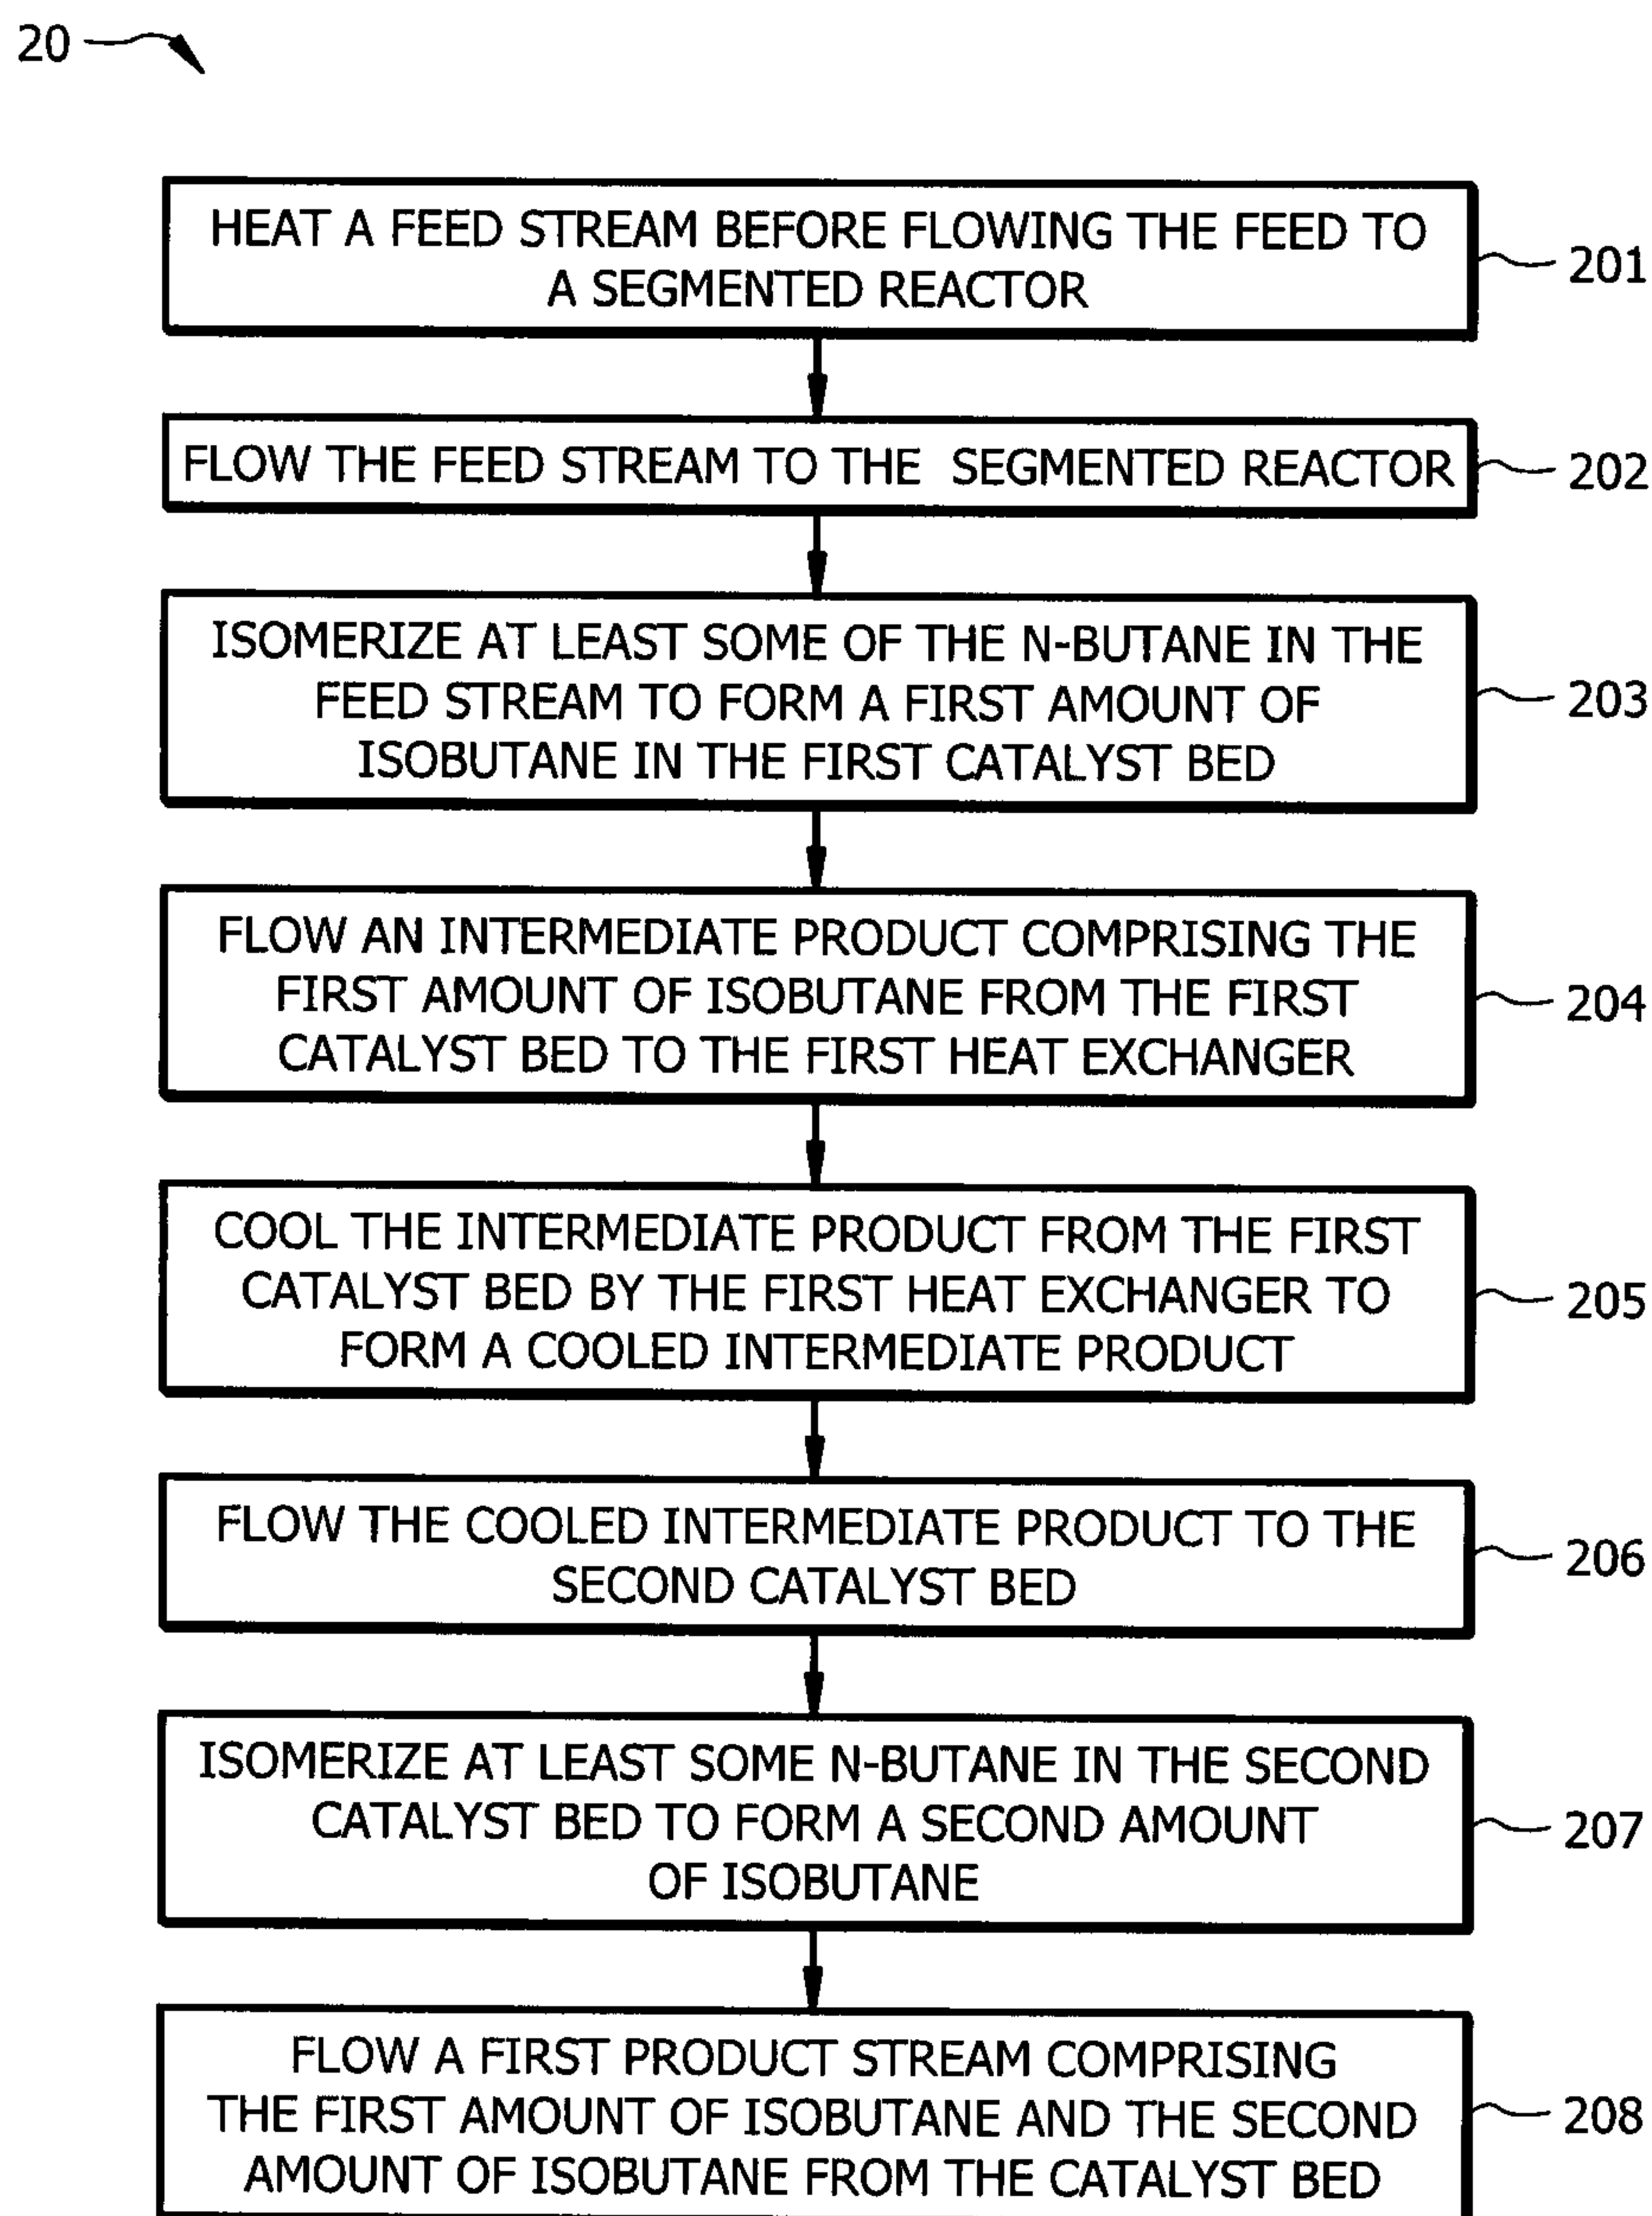 20
HEAT A FEED STREAM BEFORE FLOWING THE FEED TO
A SEGMENTED REACTOR
201
FLOW THE FEED STREAM TO THE SEGMENTED REACTOR
202
ISOMERIZE AT LEAST SOME OF THE N-BUTANE IN THE
FEED STREAM TO FORM A FIRST AMOUNT OF
ISOBUTANE IN THE FIRST CATALYST BED
203
FLOW AN INTERMEDIATE PRODUCT COMPRISING THE
FIRST AMOUNT OF ISOBUTANE FROM THE FIRST
CATALYST BED TO THE FIRST HEAT EXCHANGER
204
COOL THE INTERMEDIATE PRODUCT FROM THE FIRST
CATALYST BED BY THE FIRST HEAT EXCHANGER TO
FORM A COOLED INTERMEDIATE PRODUCT
205
FLOW THE COOLED INTERMEDIATE PRODUCT TO THE
SECOND CATALYST BED
206
ISOMERIZE AT LEAST SOME N-BUTANE IN THE SECOND
CATALYST BED TO FORM A SECOND AMOUNT
OF ISOBUTANE
207
FLOW A FIRST PRODUCT STREAM COMPRISING
THE FIRST AMOUNT OF ISOBUTANE AND THE SECOND
AMOUNT OF ISOBUTANE FROM THE CATALYST BED
208